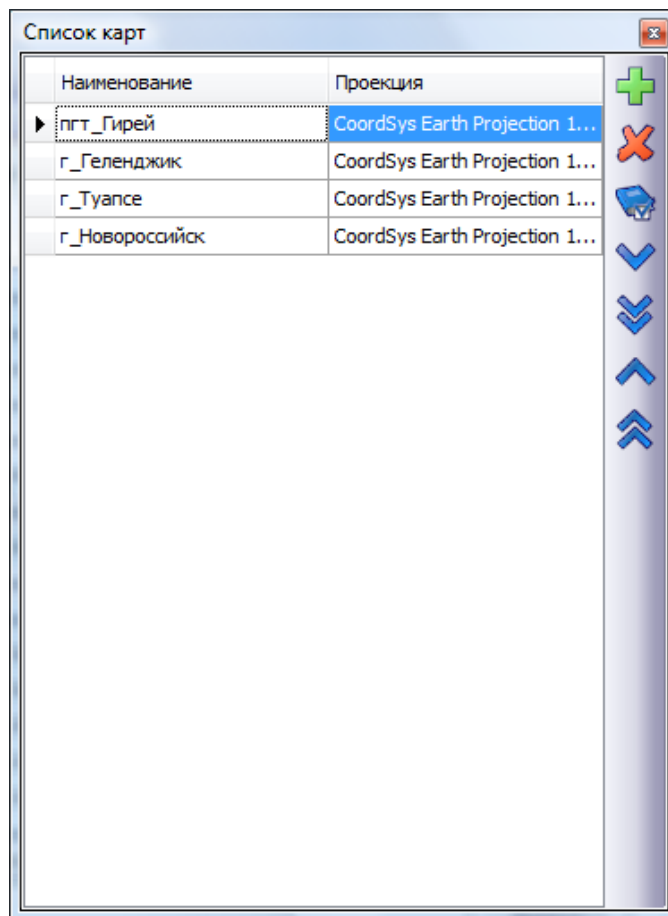 Список карт
Наименование Проекция
пгт_Гирей CoordSys Earth Projection 1...
г_Геленджик CoordSys Earth Projection 1...
г_Туапсе CoordSys Earth Projection 1...
г_Новороссийск CoordSys Earth Projection 1...